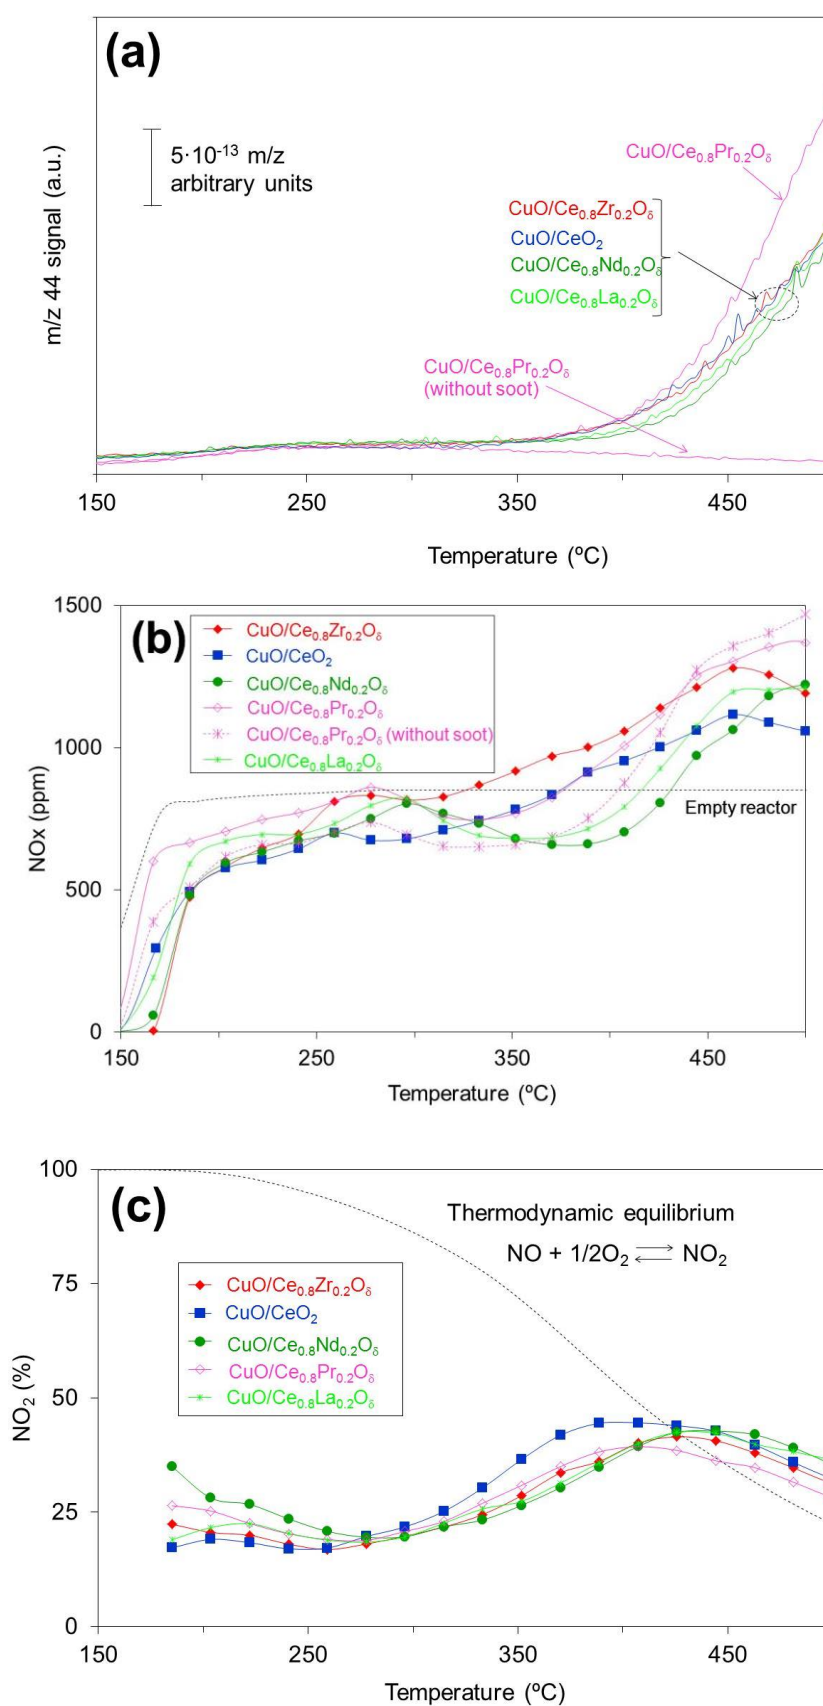 (a)
5·10⁻¹³ m/z
arbitrary units
m/z 44 signal (a.u.)
CuO/Ce₀.₈Pr₀.₂Oδ
CuO/Ce₀.₈Zr₀.₂Oδ
CuO/CeO₂
CuO/Ce₀.₈Nd₀.₂Oδ
CuO/Ce₀.₈La₀.₂Oδ
CuO/Ce₀.₈Pr₀.₂Oδ
(without soot)
150 250 350 450
Temperature (ºC)
(b)
1500
1000
500
0
NOx (ppm)
CuO/Ce₀.₈Zr₀.₂Oδ
CuO/CeO₂
CuO/Ce₀.₈Nd₀.₂Oδ
CuO/Ce₀.₈Pr₀.₂Oδ
CuO/Ce₀.₈Pr₀.₂Oδ (without soot)
CuO/Ce₀.₈La₀.₂Oδ
Empty reactor
150 250 350 450
Temperature (ºC)
(c)
100
75
50
25
0
NO₂ (%)
Thermodynamic equilibrium
NO + 1/2O₂ ⇄ NO₂
CuO/Ce₀.₈Zr₀.₂Oδ
CuO/CeO₂
CuO/Ce₀.₈Nd₀.₂Oδ
CuO/Ce₀.₈Pr₀.₂Oδ
CuO/Ce₀.₈La₀.₂Oδ
150 250 350 450
Temperature (ºC)